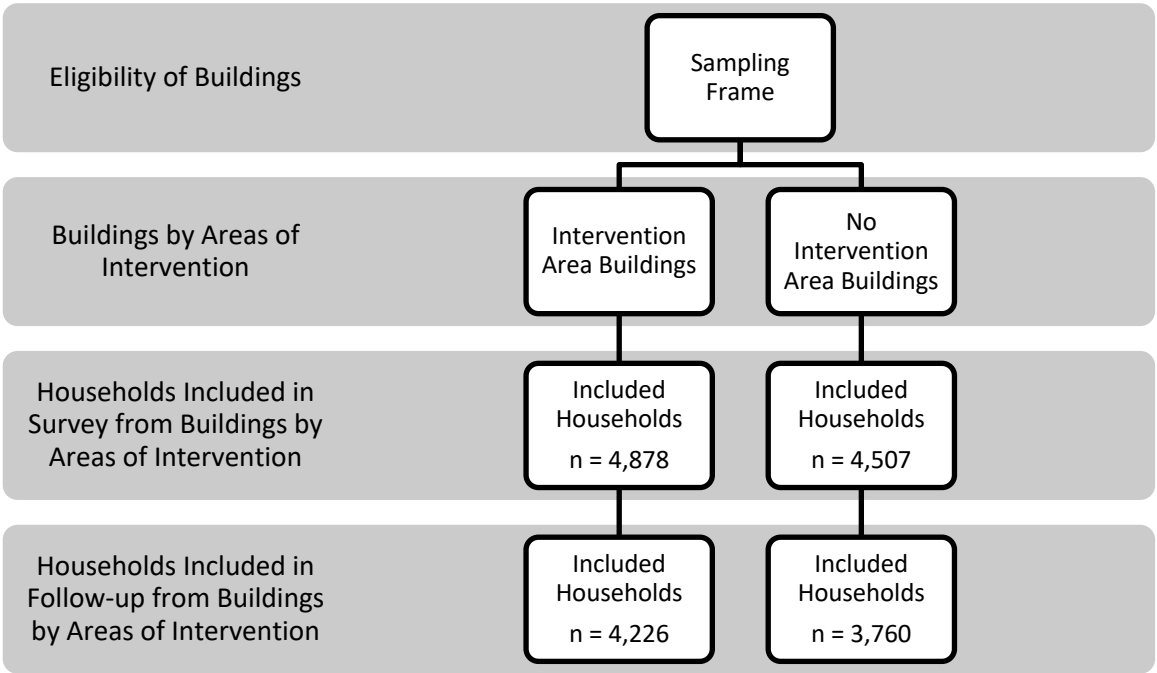 Eligibility of Buildings
Sampling
Frame
Buildings by Areas of
Intervention
Intervention
Area Buildings
No
Intervention
Area Buildings
Households Included in
Survey from Buildings by
Areas of Intervention
Included
Households
n = 4,878
Included
Households
n = 4,507
Households Included in
Follow-up from Buildings
by Areas of Intervention
Included
Households
n = 4,226
Included
Households
n = 3,760